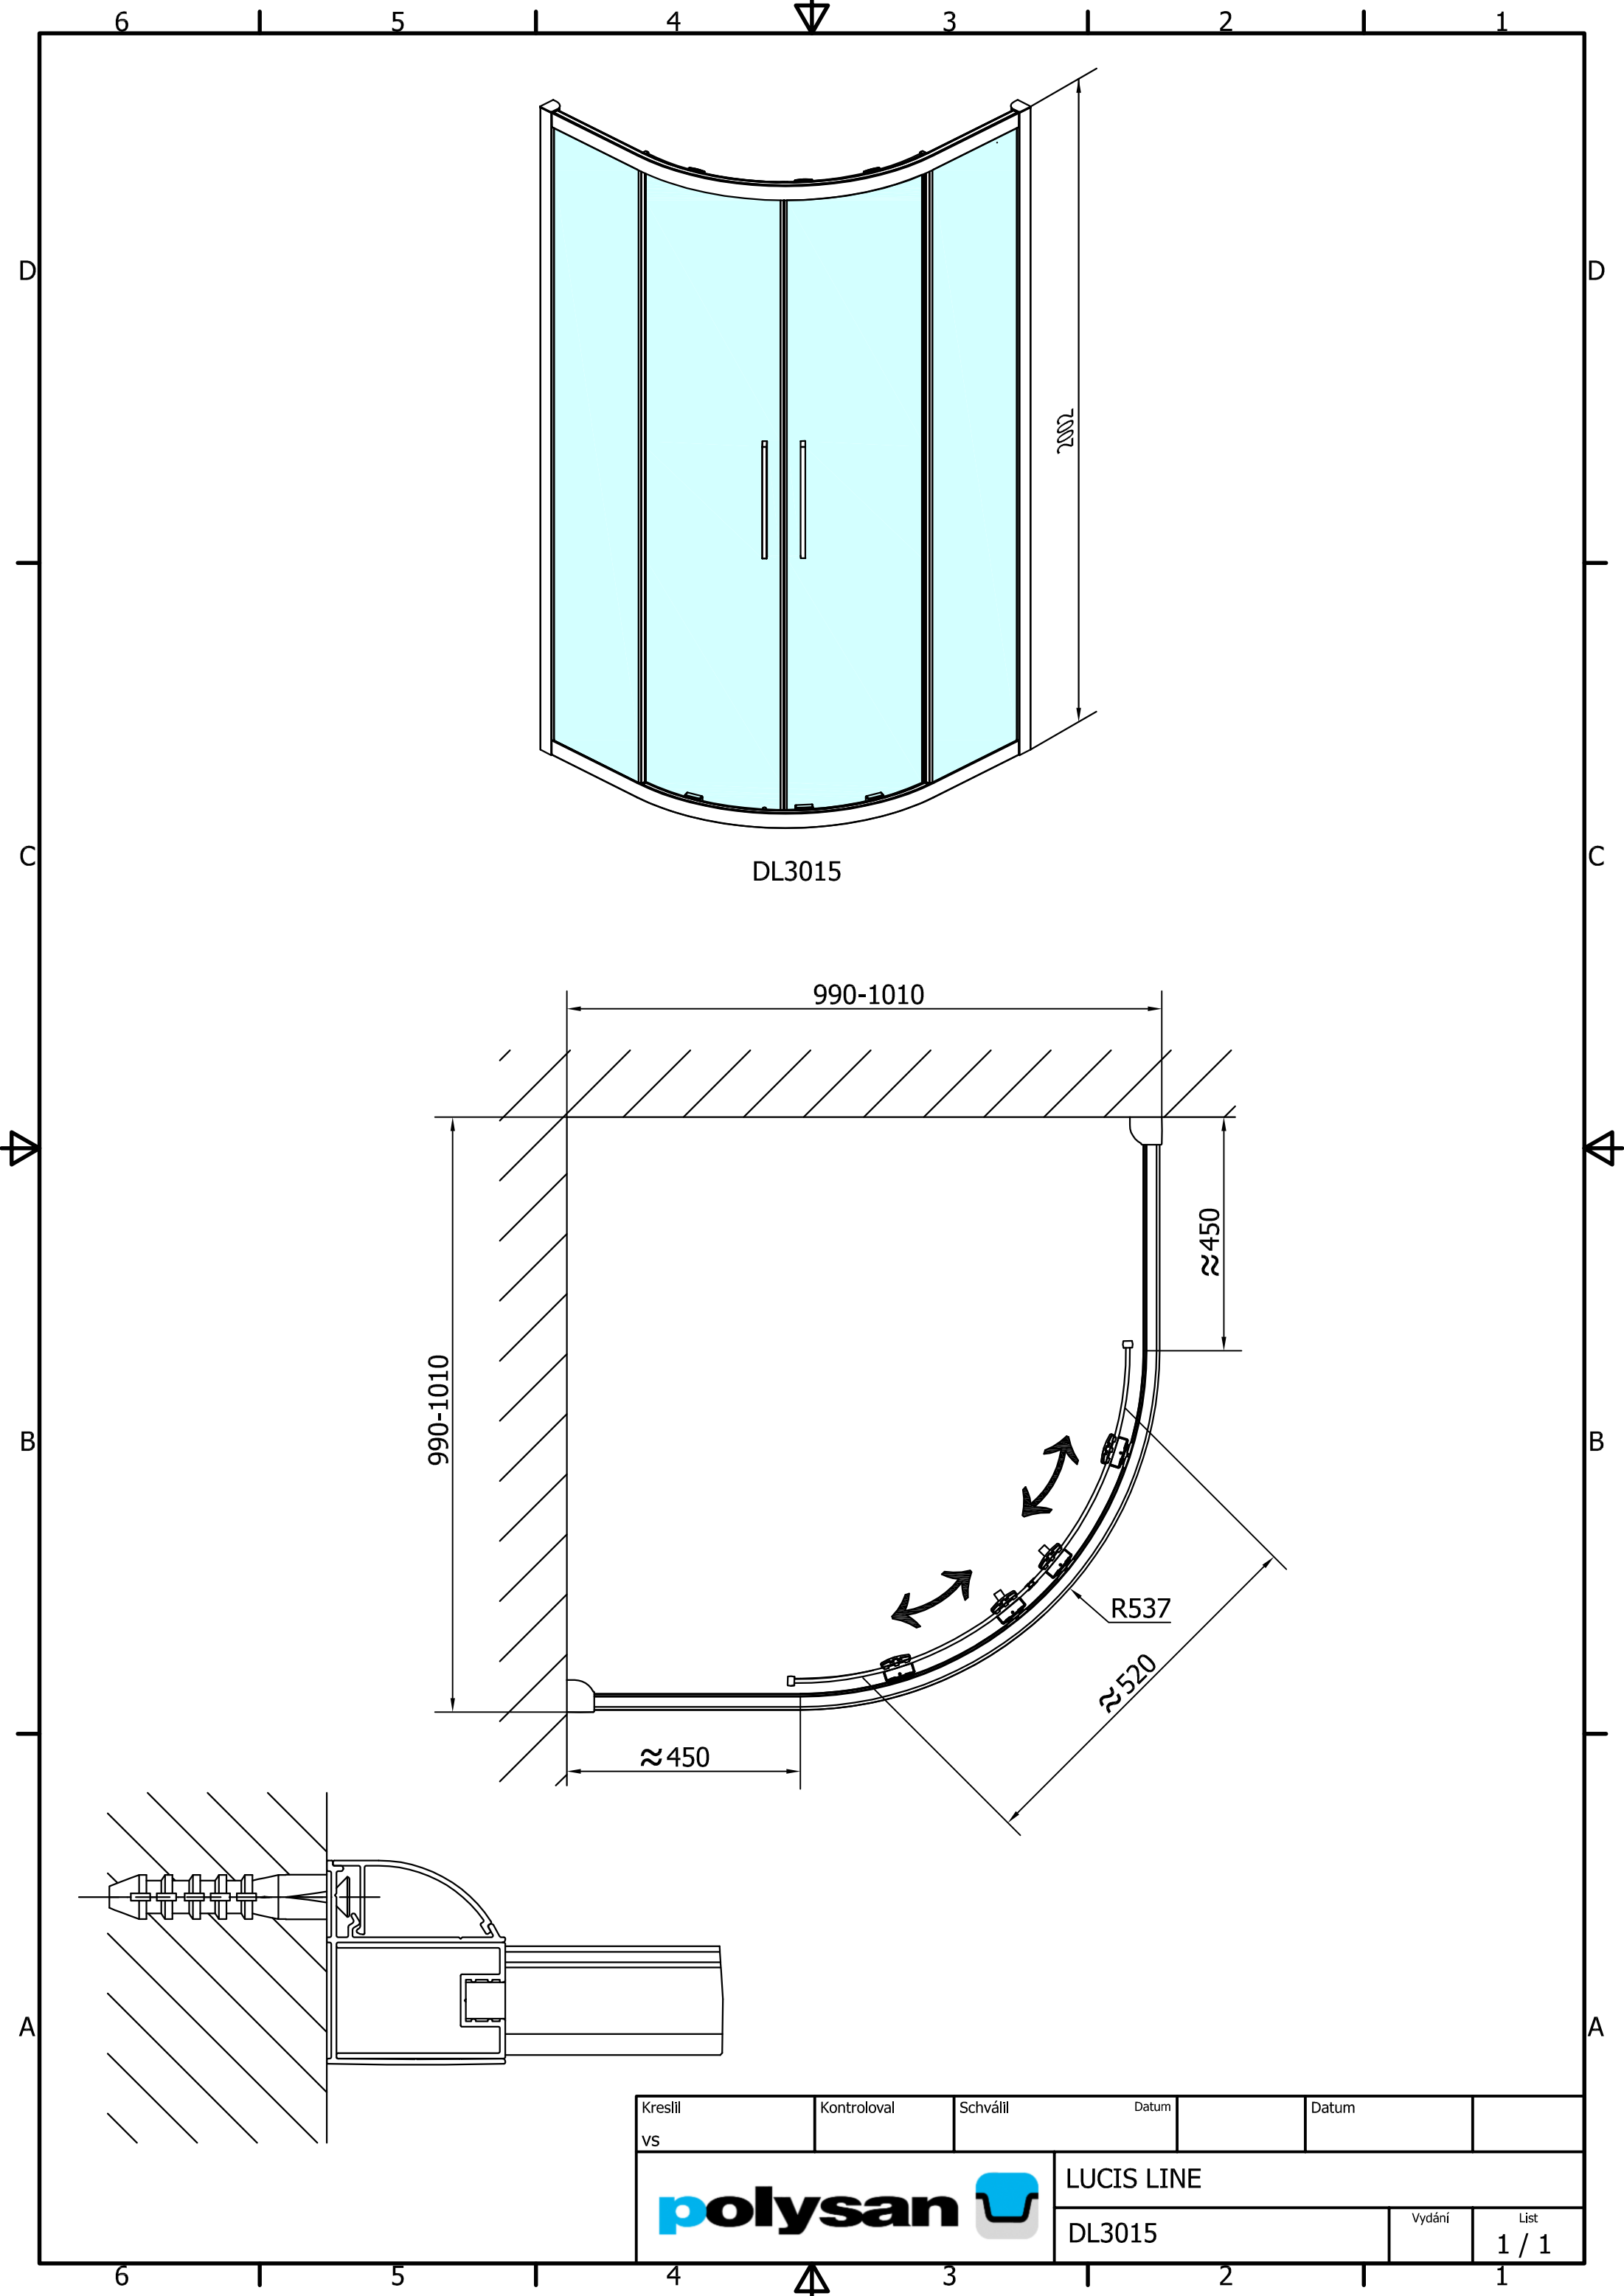 6 5 4 3 2 1
D D
2002
C C
DL3015
990-1010
≈450
990-1010
B B
R537
≈520
≈450
A A
Kreslil Kontroloval Schválil Datum Datum
vs
polysan
LUCIS LINE
DL3015
Vydání List
1 / 1
6 5 4 3 2 1